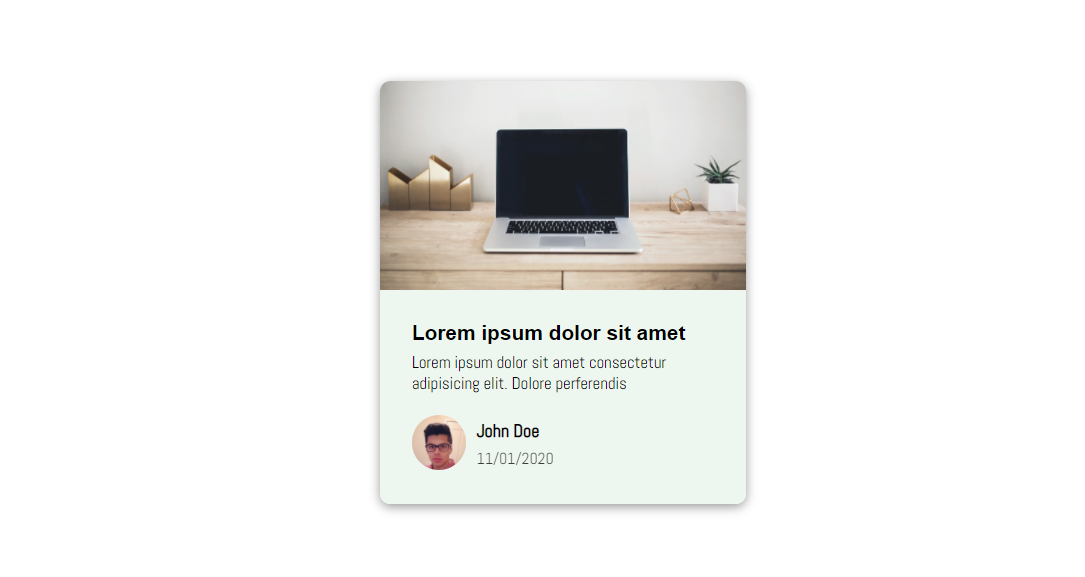 Lorem ipsum dolor sit amet
Lorem ipsum dolor sit amet consectetur
adipisicing elit. Dolore perferendis
John Doe
11/01/2020